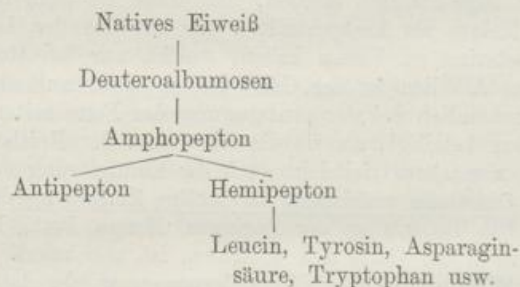 Natives Eiweiß
Deuteroalbumosen
Amphopepton
Antipepton Hemipepton
Leucin, Tyrosin, Asparagin-
säure, Tryptophan usw.